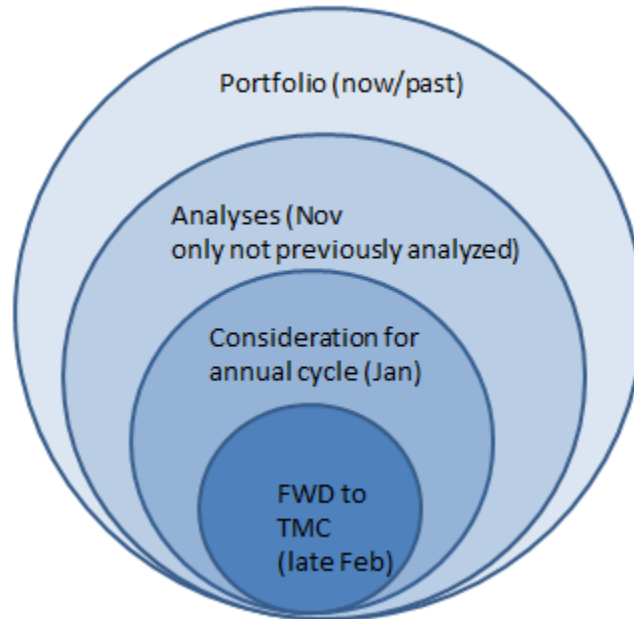 Portfolio (now/past)
Analyses (Nov
only not previously analyzed)
Consideration for
annual cycle (Jan)
FWD to
TMC
(late Feb)